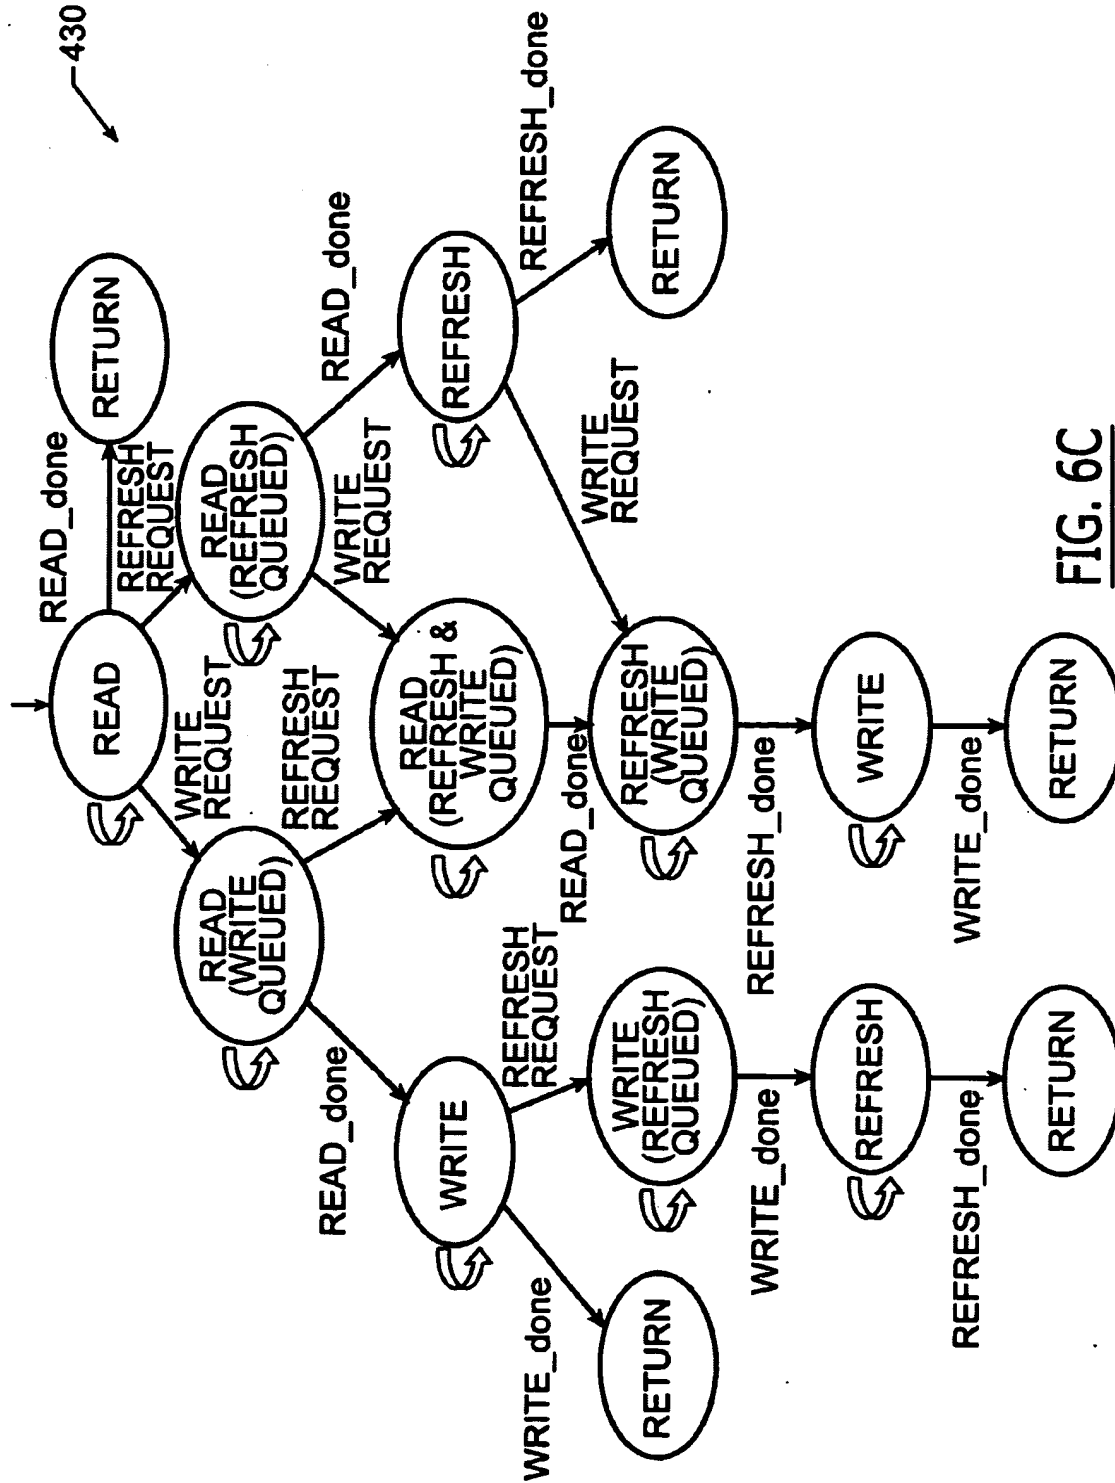 430
READ_done
READ
RETURN
WRITE
REQUEST
REFRESH
REQUEST
READ
(WRITE
QUEUED)
READ
(REFRESH
QUEUED)
REFRESH
REQUEST
WRITE
REQUEST
READ_done
READ_done
WRITE
READ
(REFRESH &
WRITE
QUEUED)
REFRESH
WRITE_done
REFRESH
REQUEST
READ_done
WRITE
REQUEST
REFRESH_done
RETURN
WRITE
(REFRESH
QUEUED)
REFRESH
(WRITE
QUEUED)
RETURN
WRITE_done
REFRESH_done
REFRESH
WRITE
REFRESH_done
WRITE_done
RETURN
RETURN
FIG. 6C